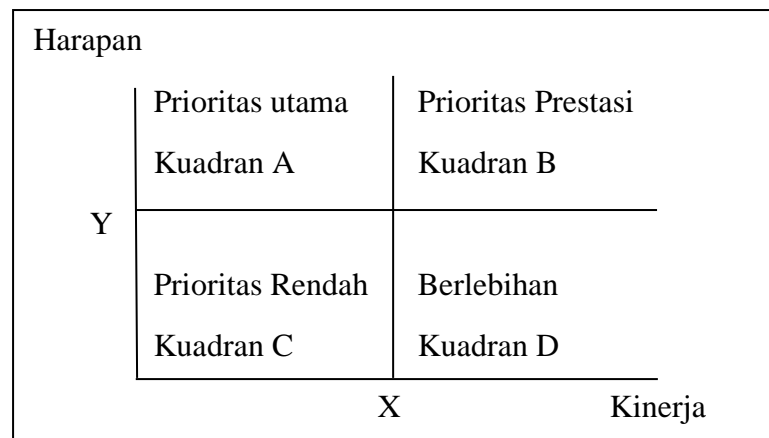 Harapan
Prioritas utama
Kuadran A
Prioritas Prestasi
Kuadran B
Y
Prioritas Rendah
Kuadran C
Berlebihan
Kuadran D
X
Kinerja